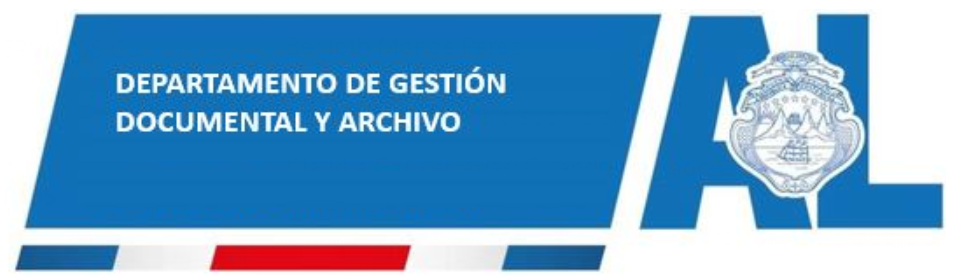 DEPARTAMENTO DE GESTIÓN
DOCUMENTAL Y ARCHIVO
AL